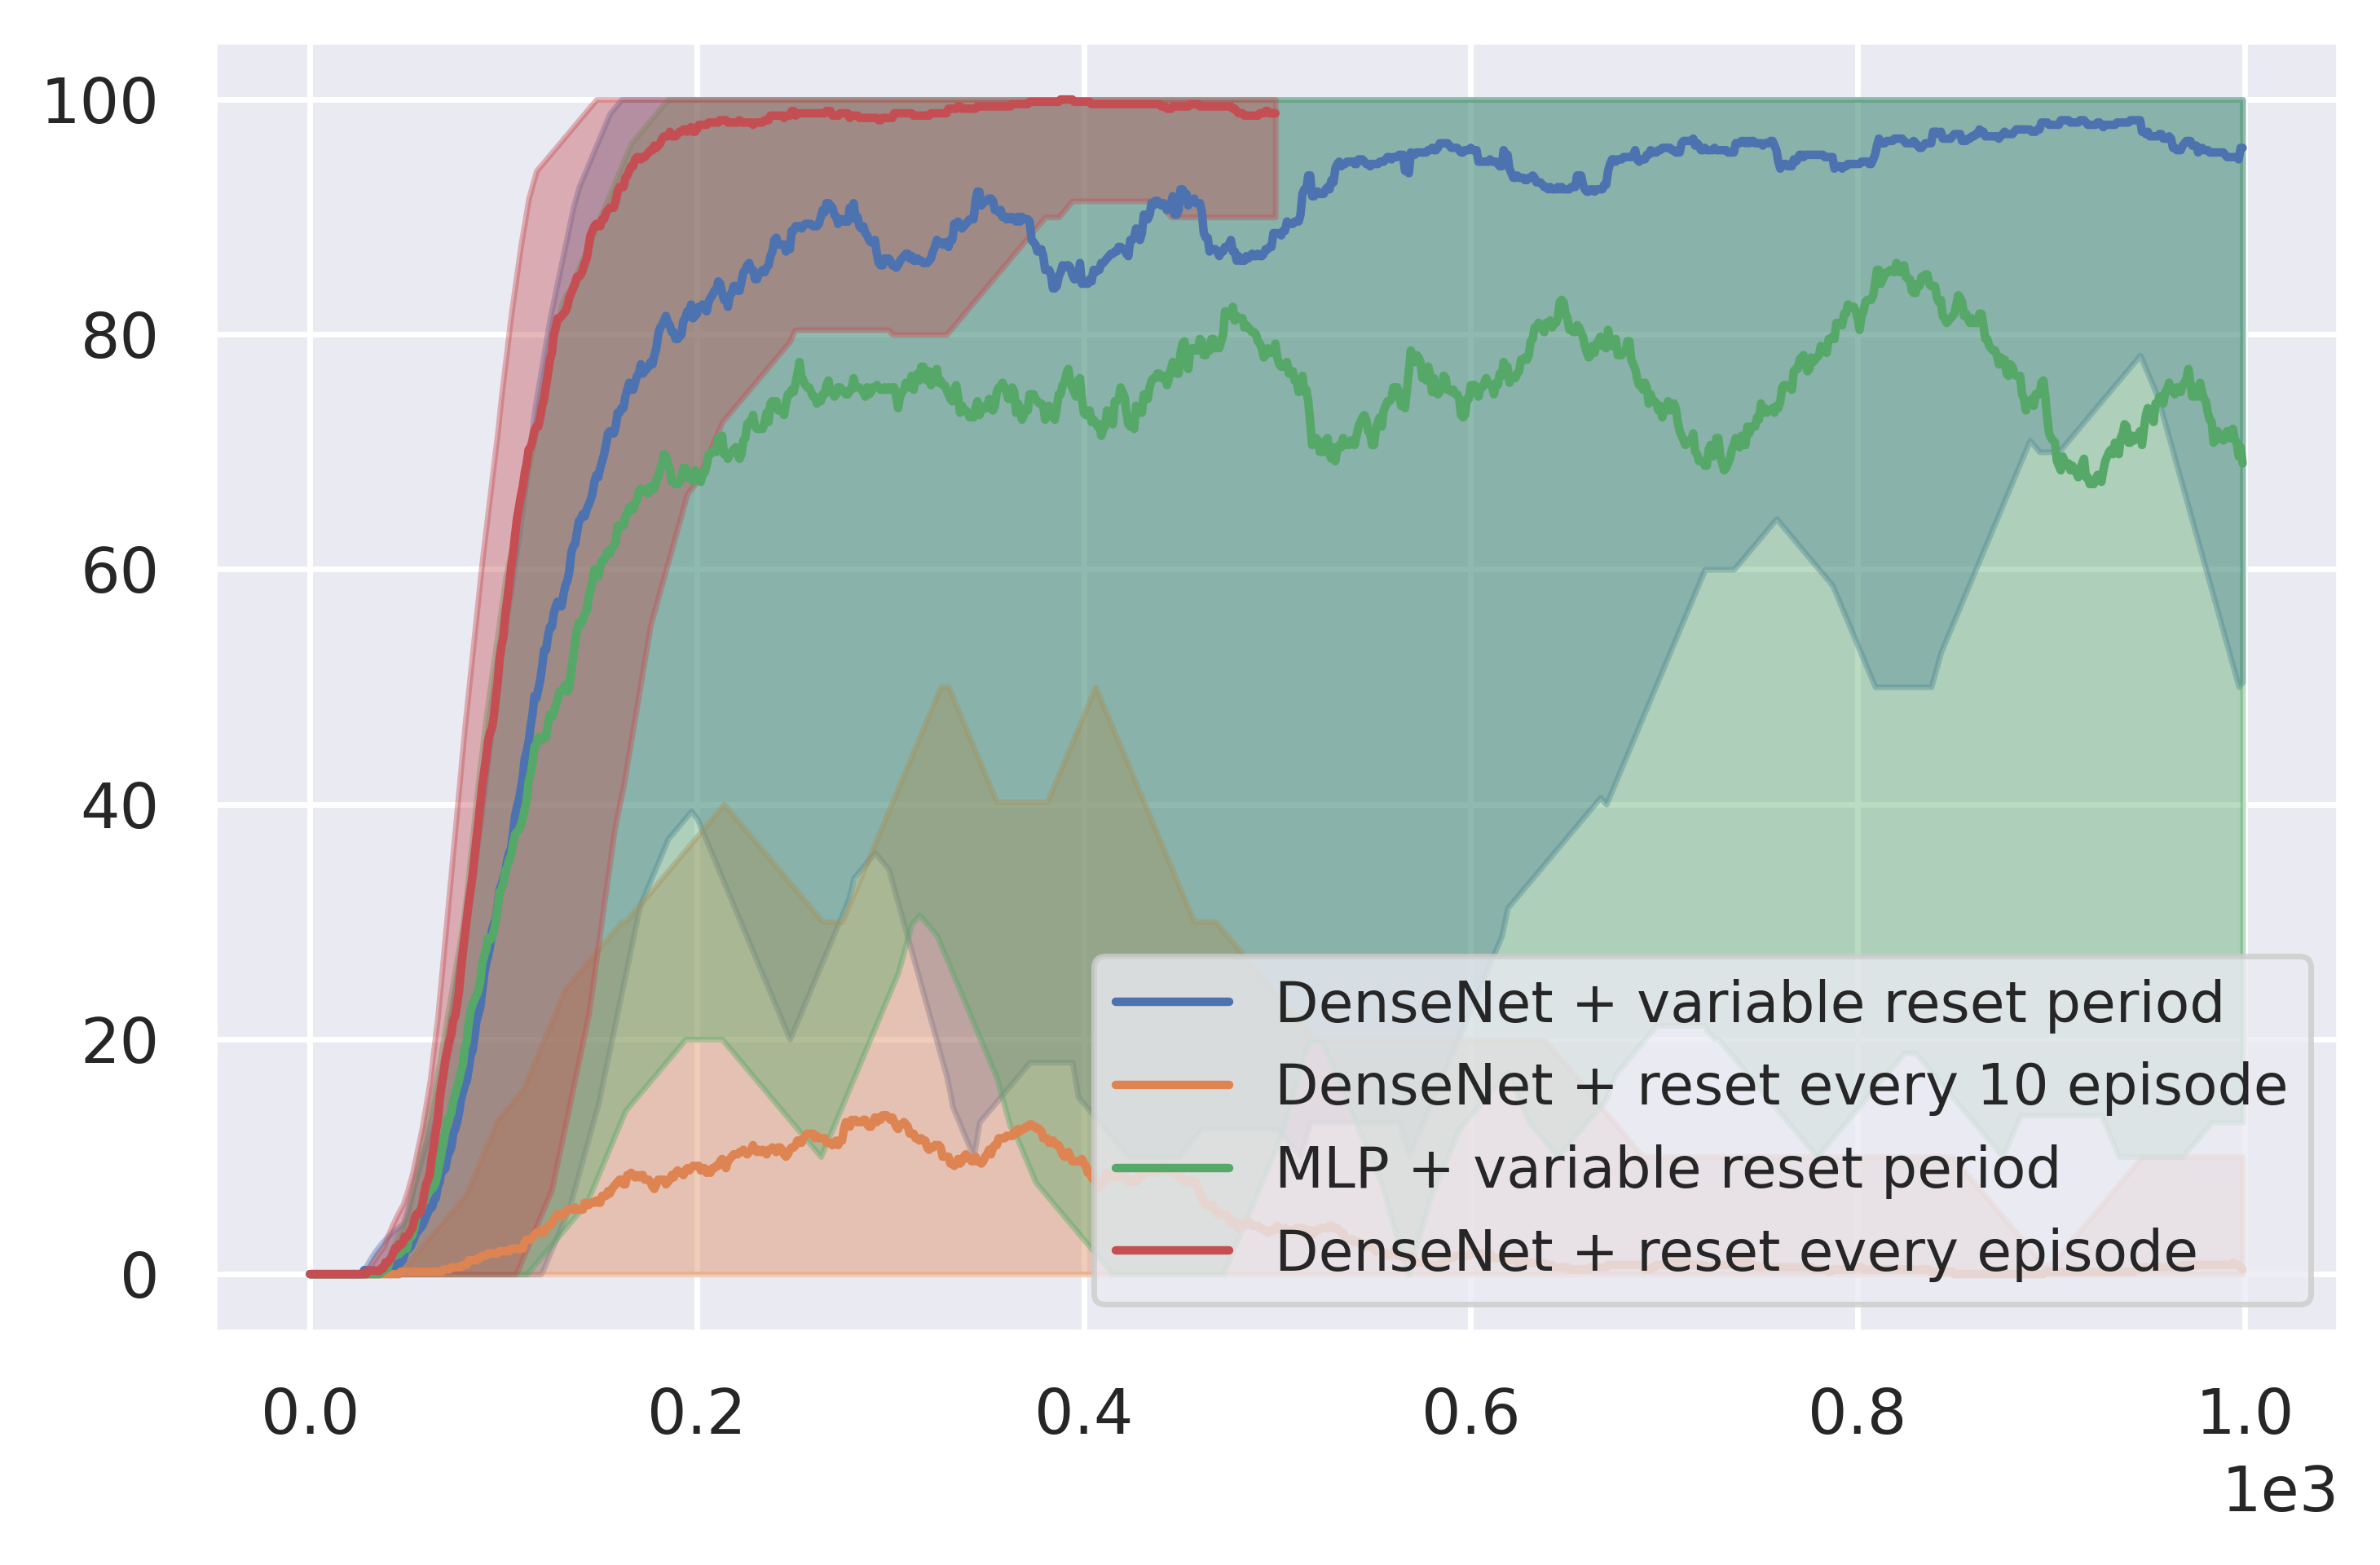 100
80
60
40
20
0
DenseNet + variable reset period
DenseNet + reset every 10 episode
MLP + variable reset period
DenseNet + reset every episode
0.0 0.2 0.4 0.6 0.8 1.0
1e3